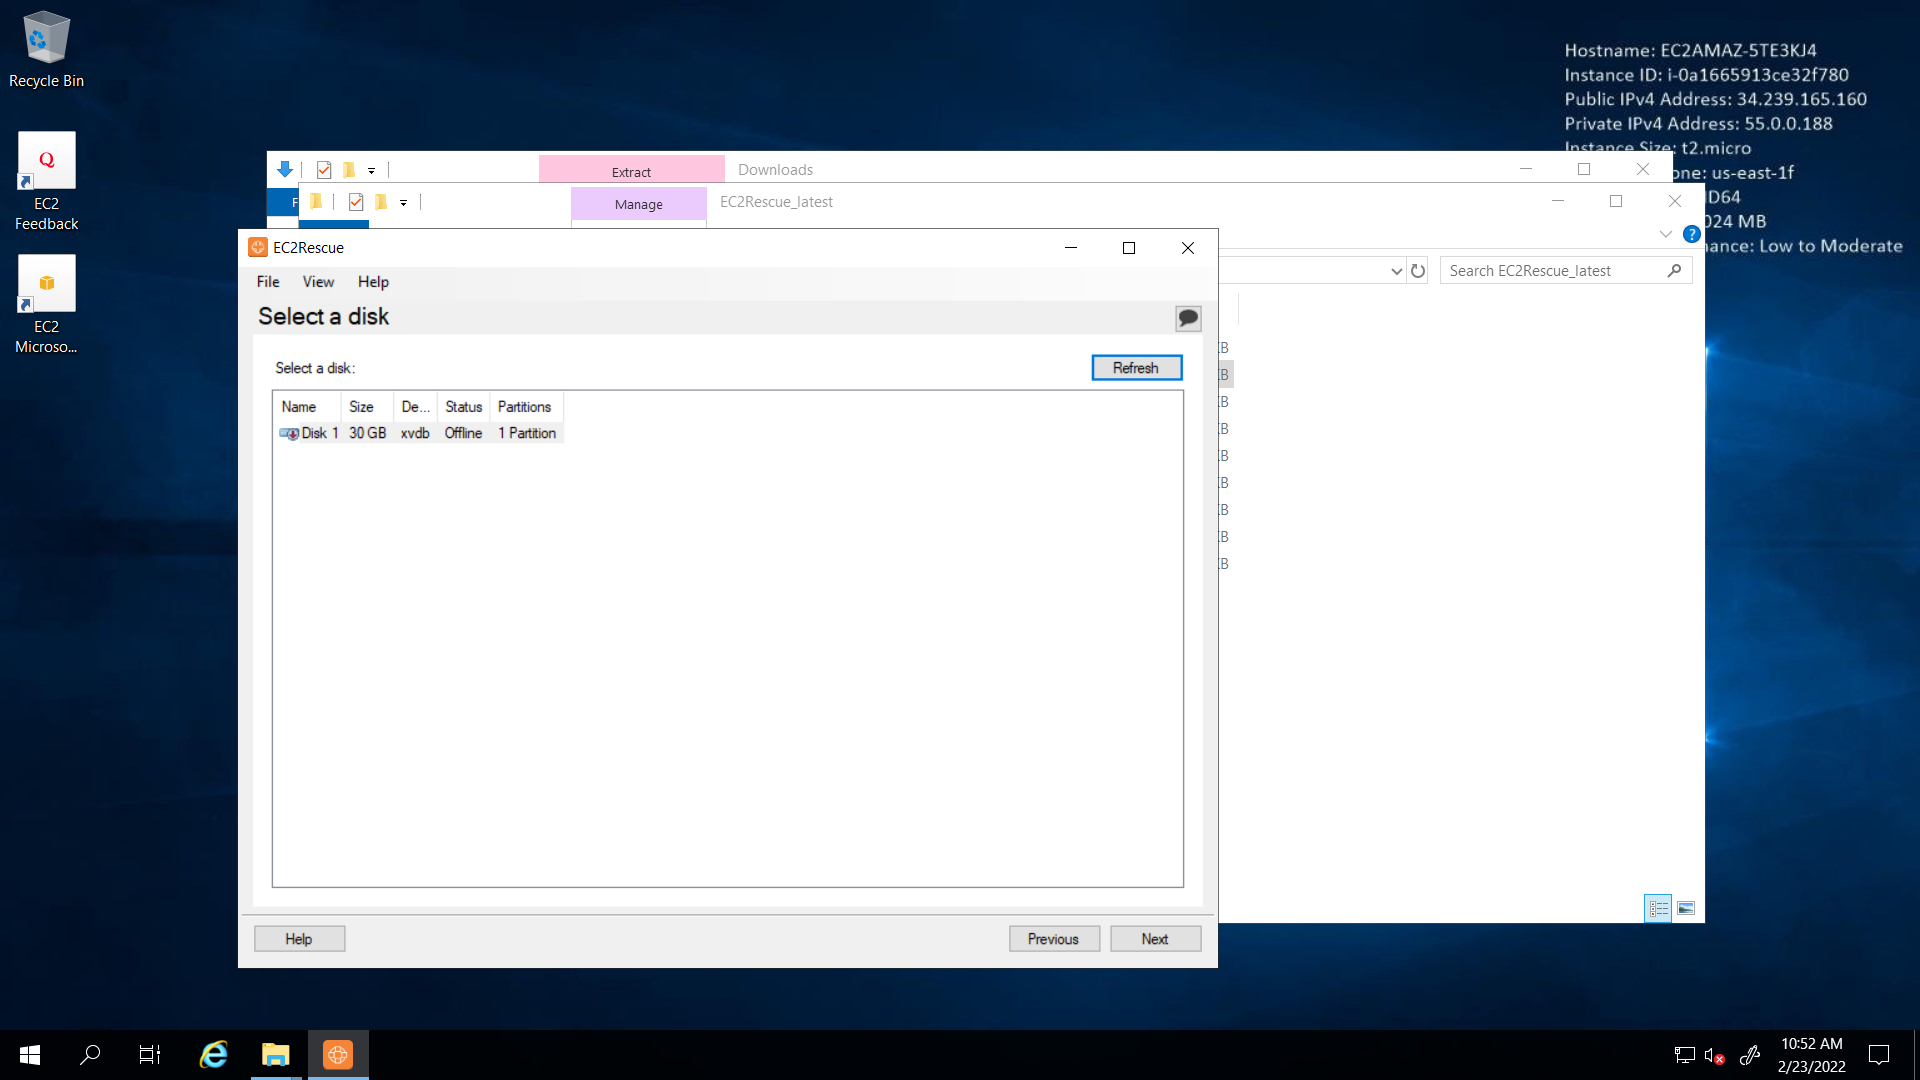 Recycle Bin
EC2
Feedback
EC2
Microso...
Hostname: EC2AMAZ-5TE3KJ4
Instance ID: i-0a1665913ce32f780
Public IPv4 Address: 34.239.165.160
Private IPv4 Address: 55.0.0.188
Instance Size: t2.micro
one: us-east-1f
D64
024 MB
ance: Low to Moderate
Extract
Downloads
F
Manage
EC2Rescue_latest
Search EC2Rescue_latest
EC2Rescue
File View Help
Select a disk
Select a disk:
Refresh
Name Size De... Status Partitions
Disk 1 30 GB xvdb Offline 1 Partition
B
B
B
B
B
B
B
B
B
Help
Previous
Next
10:52 AM
2/23/2022